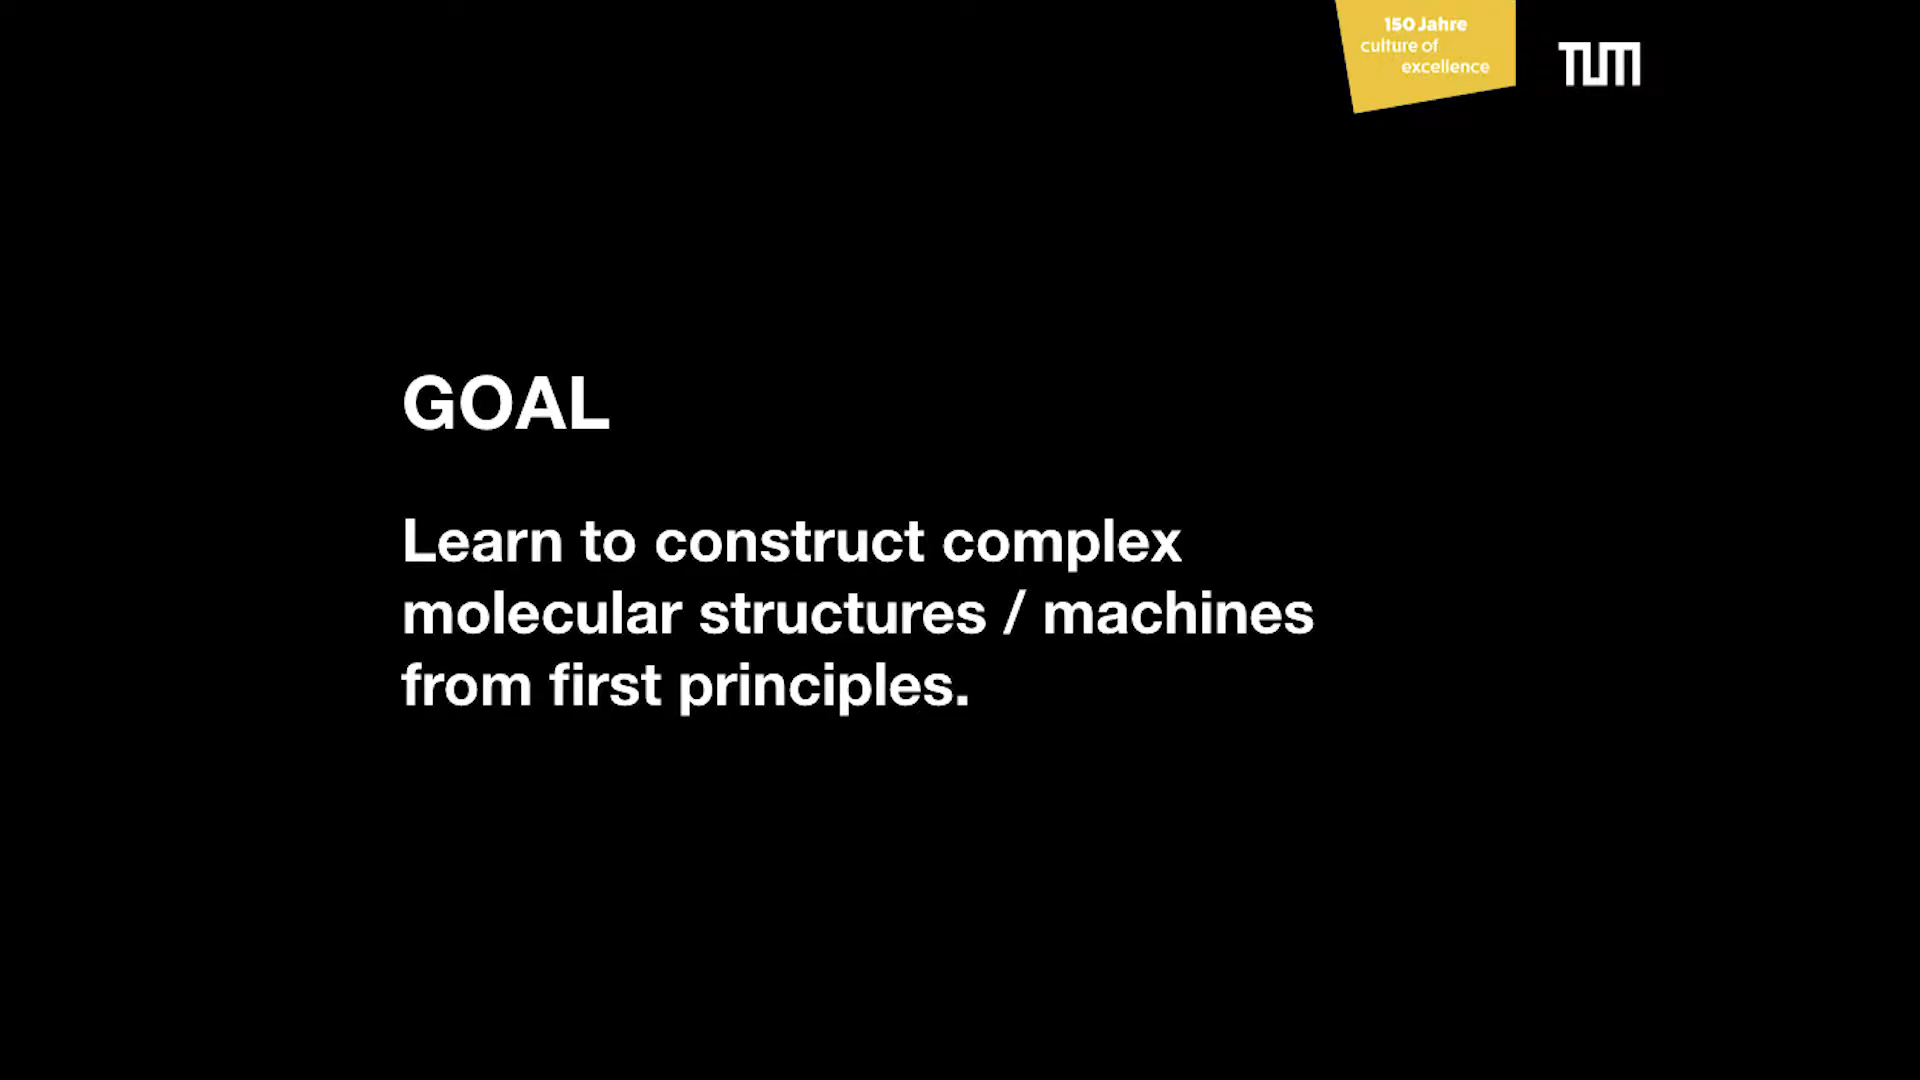 150 Jahre
culture of
excellence
TUM
GOAL
Learn to construct complex
molecular structures / machines
from first principles.